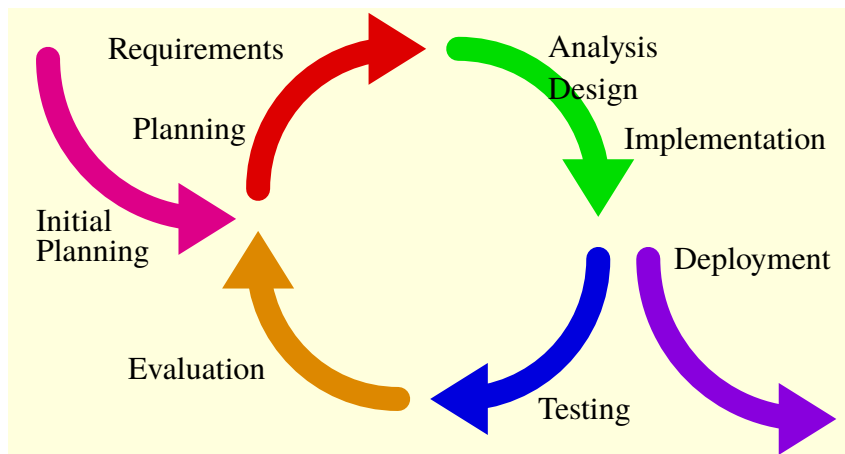 Requirements
Analysis
Design
Planning
Implementation
Initial
Planning
Deployment
Evaluation
Testing